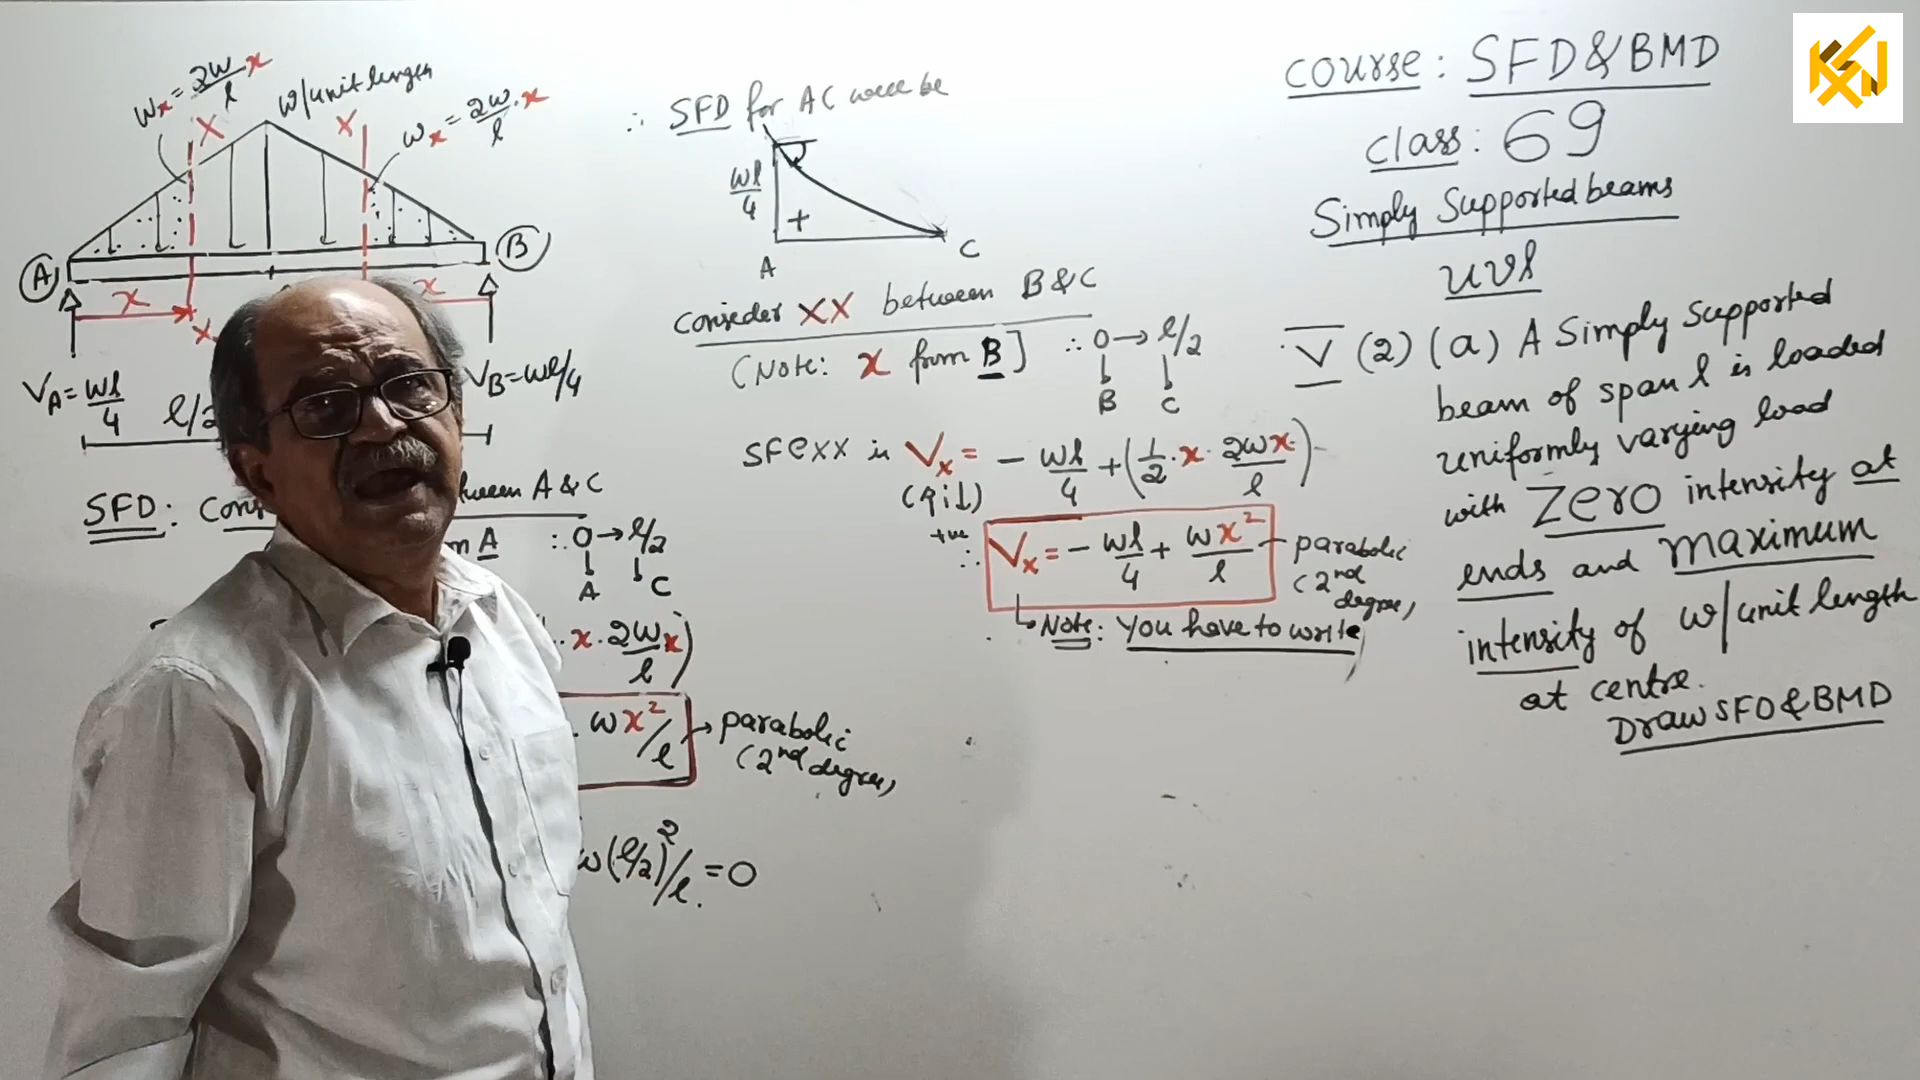 wx = 2w/l x
w/unit length
wx = 2w/l . x
X
X
A
B
x
x
x
VA = wl/4
l/2
VB = wl/4
SFD :
between A & C
A
∴ 0 → l/2
A C
x . 2wx/l )
wx²/l → parabolic
(2nd degree)
w(l/2)²/l. = 0
∴ SFD for AC will be
wl/4
+
A
C
Consider XX between B & C
(Note: x from B] ∴ 0 → l/2
B C
SF@XX is Vx = - wl/4 + (1/2 . x . 2wx/l)
+ve
∴ Vx = - wl/4 + wx²/l - parabolic
(2nd degree)
Note: You have to write
Course : SFD & BMD
Class : 69
Simply Supported beams
UVL
V (2) (a) A Simply Supported
beam of span l is loaded
uniformly varying load
with Zero intensity at
ends and maximum
intensity of w/unit length
at centre.
Draw SFD & BMD